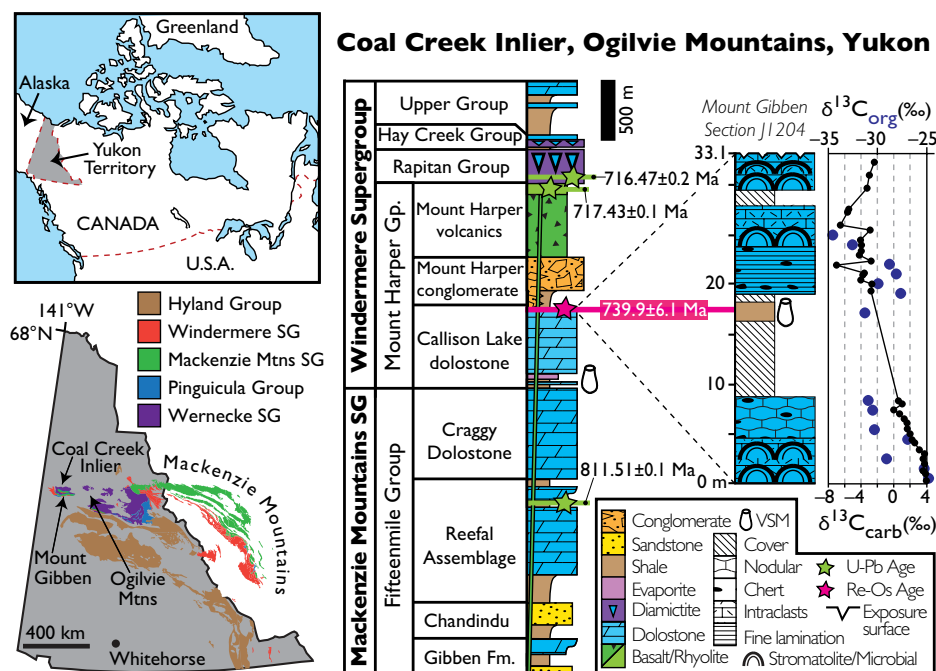 Greenland
Alaska
Yukon
Territory
CANADA
U.S.A.
Coal Creek Inlier, Ogilvie Mountains, Yukon
141°W
68°N
Hyland Group
Windermere SG
Mackenzie Mtns SG
Pinguicula Group
Wernecke SG
Coal Creek
Inlier
Mackenzie Mountains
Mount
Gibben
Ogilvie
Mtns
400 km
Whitehorse
Windermere Supergroup
Mackenzie Mountains SG
Mount Harper Gp.
Fifteenmile Group
Upper Group
Hay Creek Group
Rapitan Group
Mount Harper
volcanics
Mount Harper
conglomerate
Callison Lake
dolostone
Craggy
Dolostone
Reefal
Assemblage
Chandindu
Gibben Fm.
500 m
716.47±0.2 Ma
717.43±0.1 Ma
739.9±6.1 Ma
811.51±0.1 Ma
Mount Gibben
Section J1204
33.1
20
10
0 m
δ13Corg(‰)
-35 -30 -25
-8 -4 0 4
δ13Ccarb(‰)
Conglomerate
Sandstone
Shale
Evaporite
Diamictite
Dolostone
Basalt/Rhyolite
VSM
Cover
Nodular
Chert
Intraclasts
Fine lamination
Stromatolite/Microbial
U-Pb Age
Re-Os Age
Exposure
surface